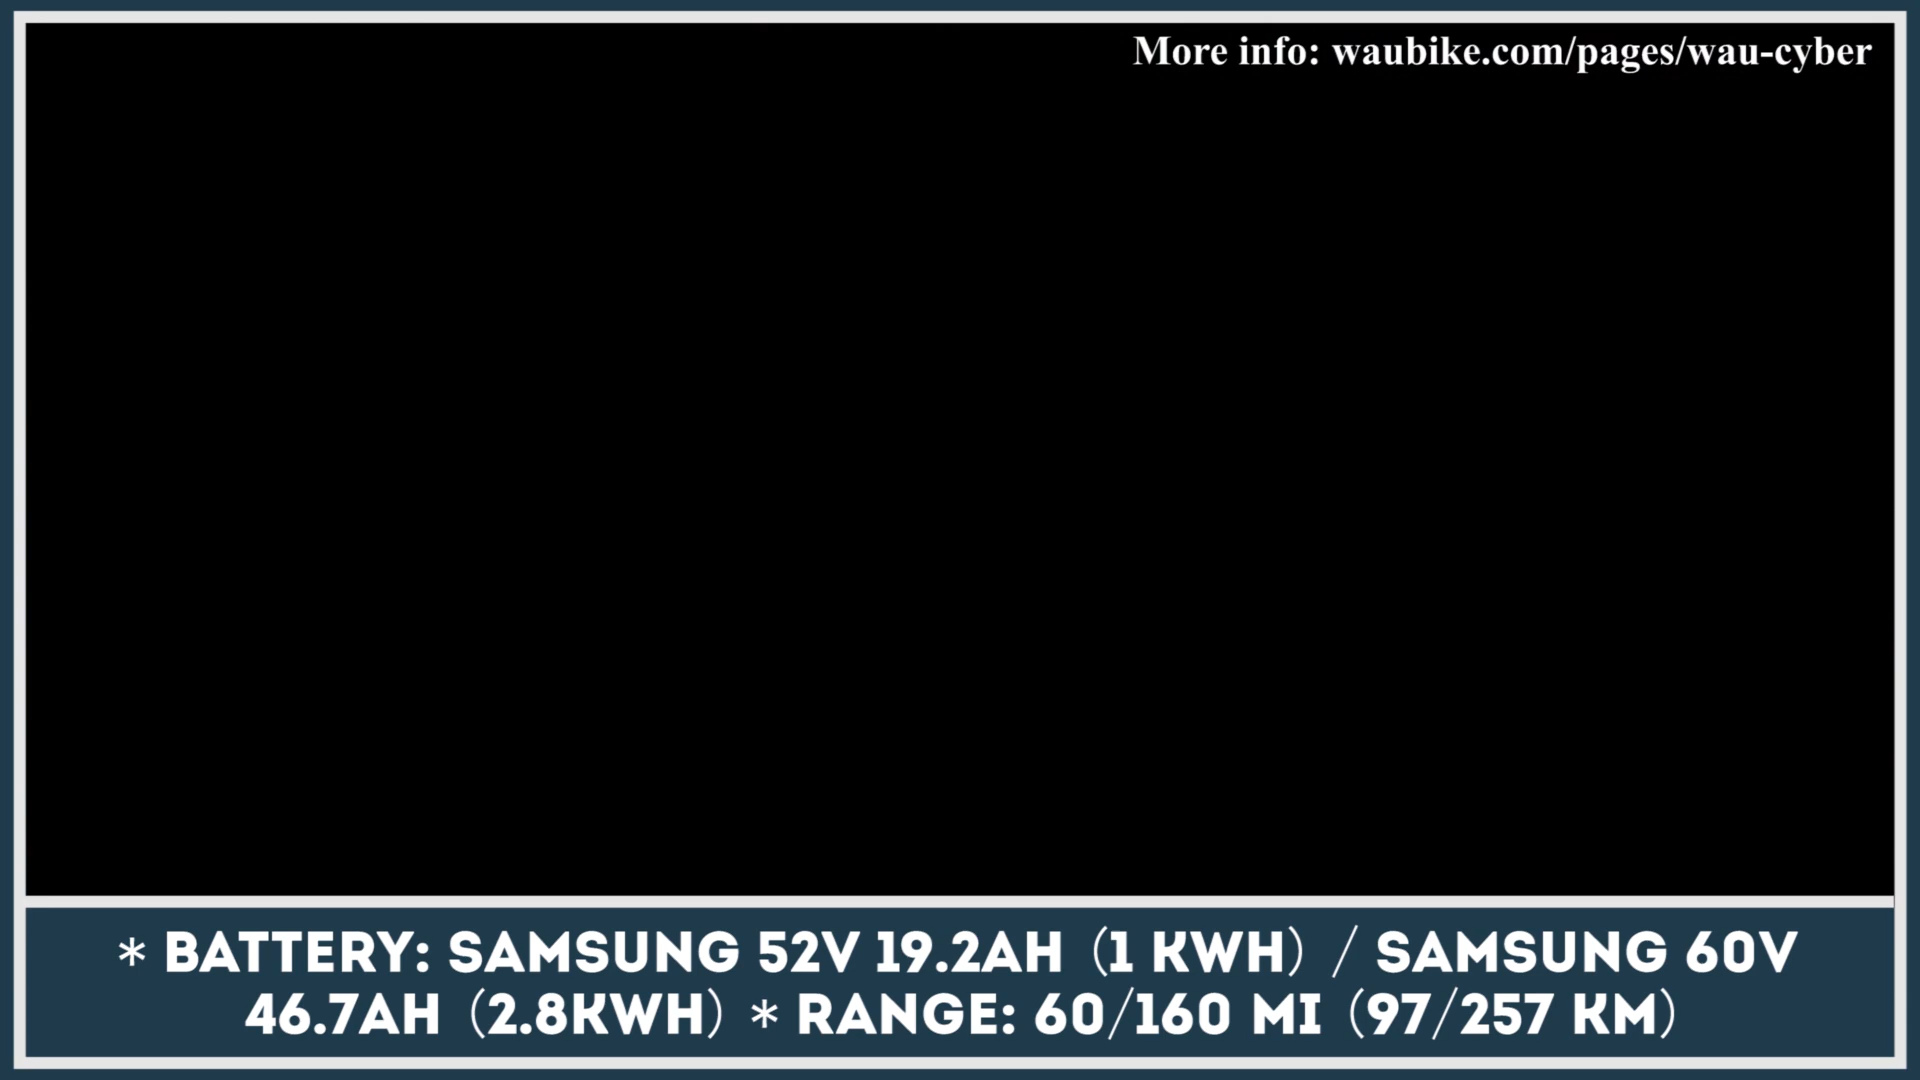 More info: waubike.com/pages/wau-cyber
* BATTERY: SAMSUNG 52V 19.2AH (1 KWH) / SAMSUNG 60V
46.7AH (2.8KWH) * RANGE: 60/160 MI (97/257 KM)